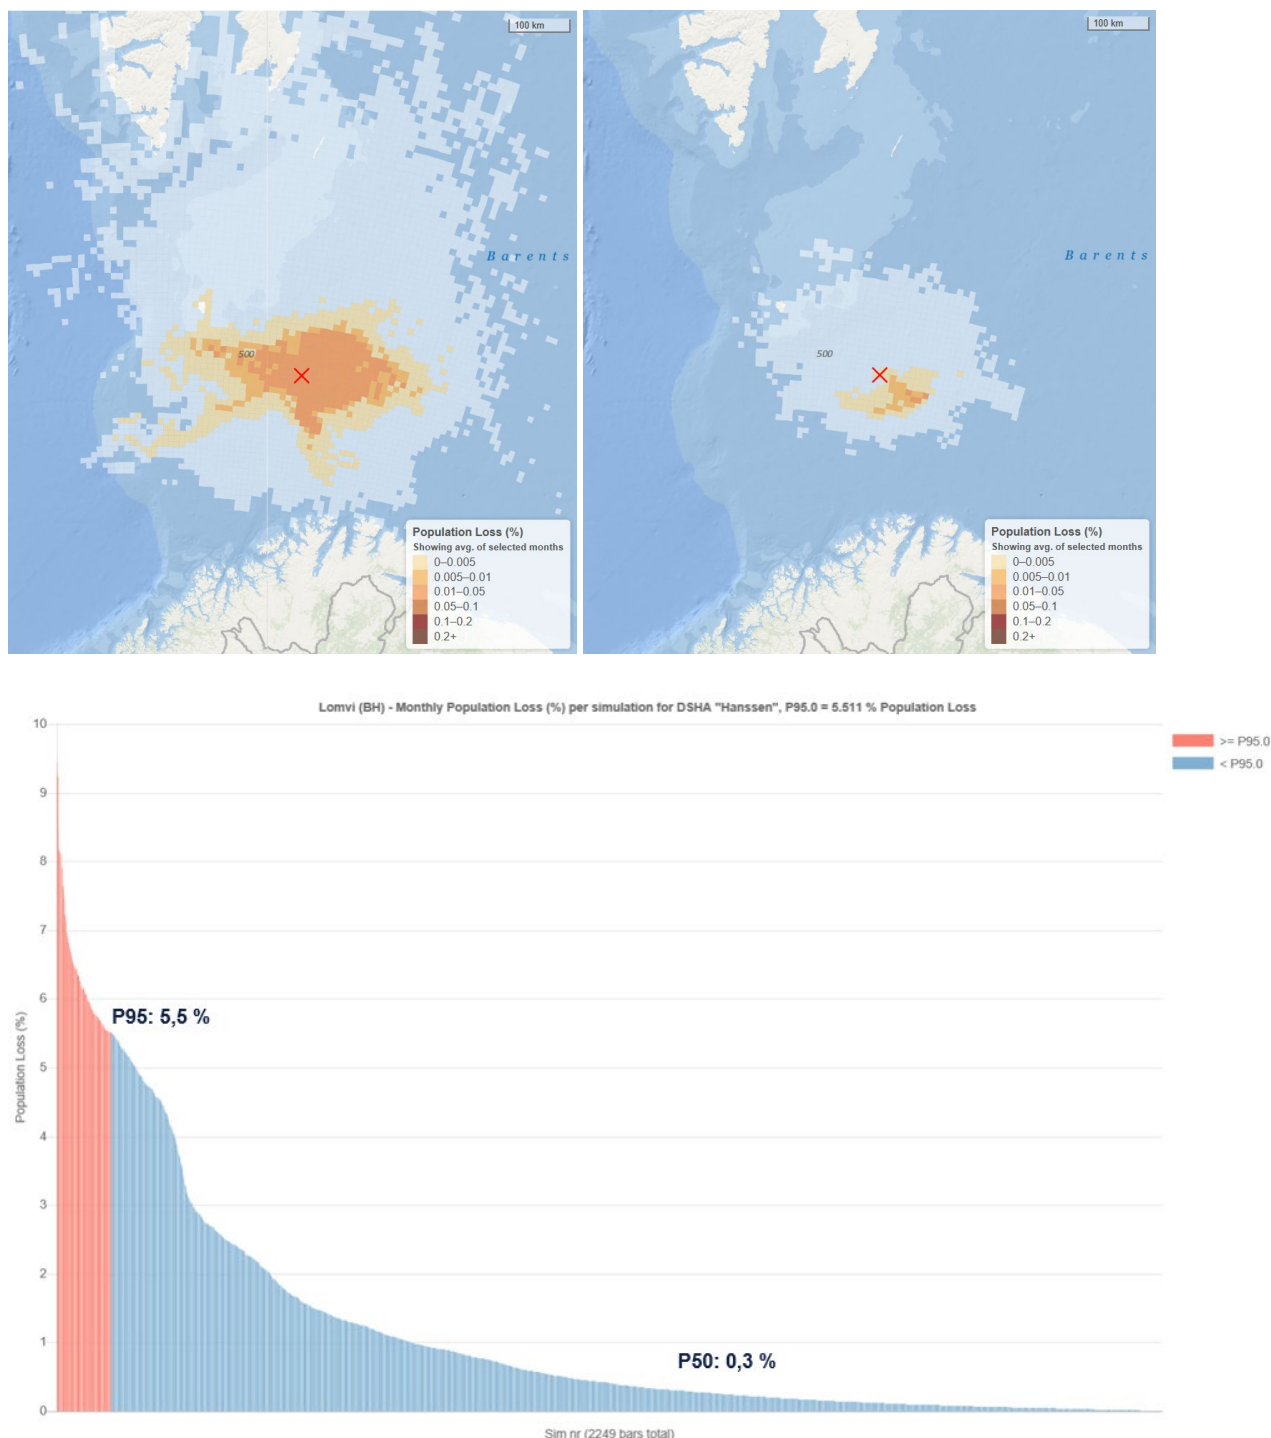 100 km
Barents
500
Population Loss (%)
Showing avg. of selected months
0–0.005
0.005–0.01
0.01–0.05
0.05–0.1
0.1–0.2
0.2+
100 km
Barents
500
Population Loss (%)
Showing avg. of selected months
0–0.005
0.005–0.01
0.01–0.05
0.05–0.1
0.1–0.2
0.2+
Lomvi (BH) - Monthly Population Loss (%) per simulation for DSHA "Hanssen", P95.0 = 5.511 % Population Loss
>= P95.0
< P95.0
10
9
8
7
6
5
4
3
2
1
0
Population Loss (%)
P95: 5,5 %
P50: 0,3 %
Sim nr (2249 bars total)